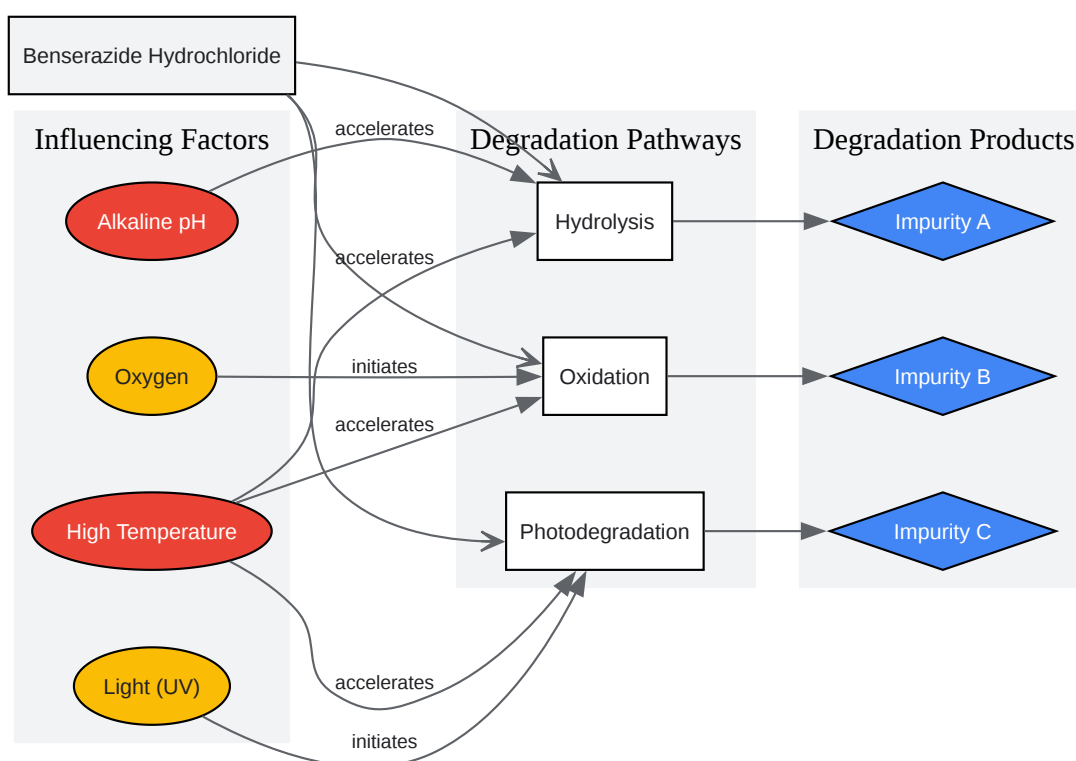 Benserazide Hydrochloride
Influencing Factors
Degradation Pathways
Degradation Products
accelerates
Alkaline pH
Hydrolysis
Impurity A
accelerates
Oxygen
initiates
Oxidation
Impurity B
accelerates
High Temperature
Photodegradation
Impurity C
accelerates
Light (UV)
initiates